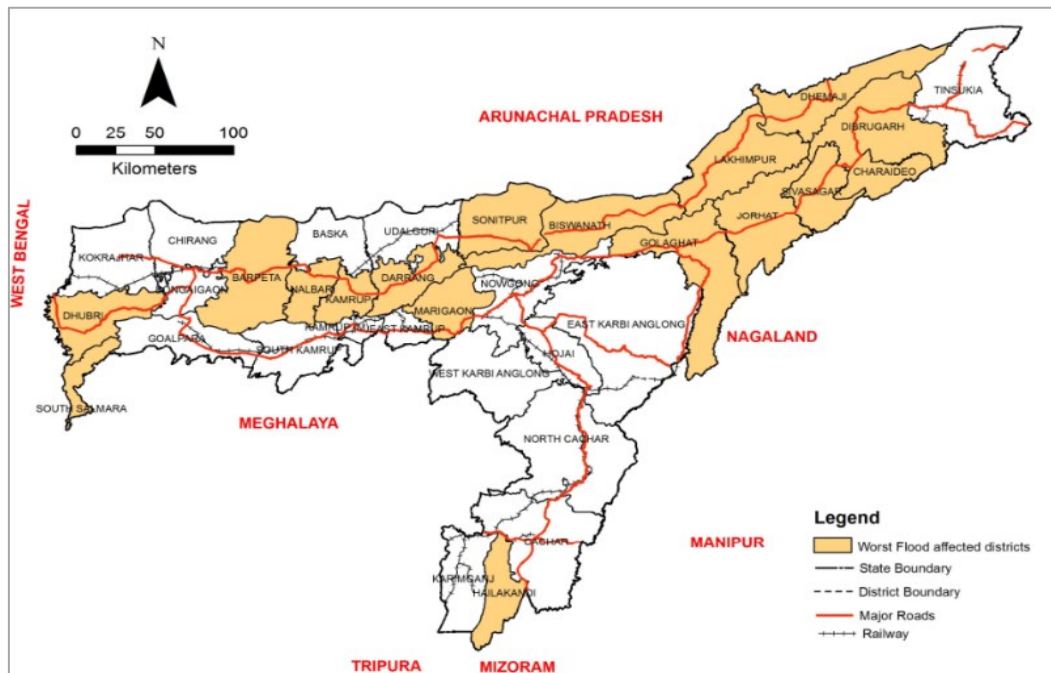 N
0 25 50 100
Kilometers
ARUNACHAL PRADESH
TINSUKIA
DHEMAJI
DIBRUGARH
LAKHIMPUR
CHARAIDEO
SIVASAGAR
JORHAT
SONITPUR
BISWANATH
GOLAGHAT
UDALGURI
BASKA
CHIRANG
KOKRAJHAR
WEST BENGAL
BONGAIGAON
BARPETA
NALBARI
KAMRUP
DARRANG
MARIGAON
NOWGONG
DHUBRI
GOALPARA
SOUTH KAMRUP
KAMRUP M
EAST KAMRUP
EAST KARBI ANGLONG
NAGALAND
HOJAI
WEST KARBI ANGLONG
SOUTH SALMARA
MEGHALAYA
NORTH CACHAR
MANIPUR
CACHAR
KARIMGANJ
HAILAKANDI
TRIPURA
MIZORAM
Legend
Worst Flood affected districts
State Boundary
District Boundary
Major Roads
Railway